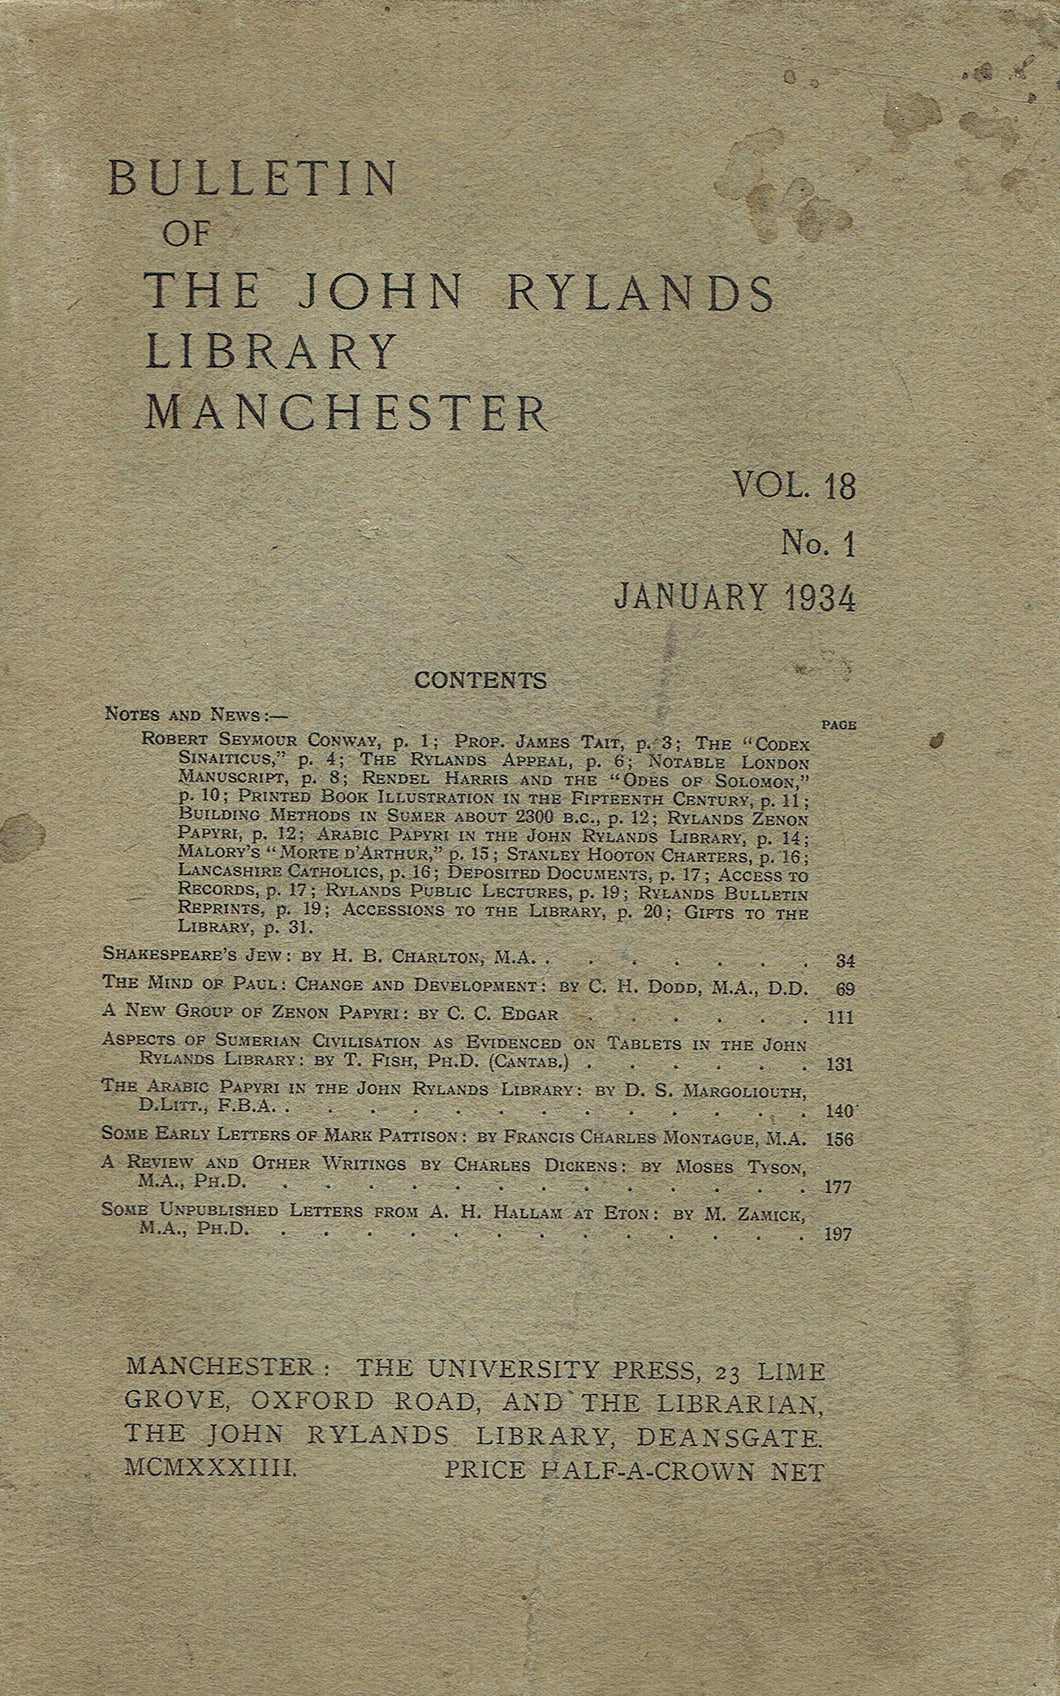 BULLETIN
OF
THE JOHN RYLANDS
LIBRARY
MANCHESTER
VOL. 18
No. 1
JANUARY 1934
CONTENTS
NOTES AND NEWS:—
PAGE
ROBERT SEYMOUR CONWAY, p. 1; PROF. JAMES TAIT, p. 3; THE "CODEX
SINAITICUS," p. 4; THE RYLANDS APPEAL, p. 6; NOTABLE LONDON
MANUSCRIPT, p. 8; RENDEL HARRIS AND THE "ODES OF SOLOMON,"
p. 10; PRINTED BOOK ILLUSTRATION IN THE FIFTEENTH CENTURY, p. 11;
BUILDING METHODS IN SUMER ABOUT 2300 B.C., p. 12; RYLANDS ZENON
PAPYRI, p. 12; ARABIC PAPYRI IN THE JOHN RYLANDS LIBRARY, p. 14;
MALORY'S "MORTE D'ARTHUR," p. 15; STANLEY HOOTON CHARTERS, p. 16;
LANCASHIRE CATHOLICS, p. 16; DEPOSITED DOCUMENTS, p. 17; ACCESS TO
RECORDS, p. 17; RYLANDS PUBLIC LECTURES, p. 19; RYLANDS BULLETIN
REPRINTS, p. 19; ACCESSIONS TO THE LIBRARY, p. 20; GIFTS TO THE
LIBRARY, p. 31.
SHAKESPEARE'S JEW: BY H. B. CHARLTON, M.A. . . . . . . . 34
THE MIND OF PAUL: CHANGE AND DEVELOPMENT: BY C. H. DODD, M.A., D.D. 69
A NEW GROUP OF ZENON PAPYRI: BY C. C. EDGAR . . . . . . 111
ASPECTS OF SUMERIAN CIVILISATION AS EVIDENCED ON TABLETS IN THE JOHN
RYLANDS LIBRARY: BY T. FISH, PH.D. (CANTAB.) . . . . . . 131
THE ARABIC PAPYRI IN THE JOHN RYLANDS LIBRARY: BY D. S. MARGOLIOUTH,
D.LITT., F.B.A. . . . . . . . . . . . . . 140
SOME EARLY LETTERS OF MARK PATTISON: BY FRANCIS CHARLES MONTAGUE, M.A. 156
A REVIEW AND OTHER WRITINGS BY CHARLES DICKENS: BY MOSES TYSON,
M.A., PH.D. . . . . . . . . . . . . . 177
SOME UNPUBLISHED LETTERS FROM A. H. HALLAM AT ETON: BY M. ZAMICK,
M.A., PH.D. . . . . . . . . . . . . . 197
MANCHESTER: THE UNIVERSITY PRESS, 23 LIME
GROVE, OXFORD ROAD, AND THE LIBRARIAN,
THE JOHN RYLANDS LIBRARY, DEANSGATE.
MCMXXXIIII. PRICE HALF-A-CROWN NET